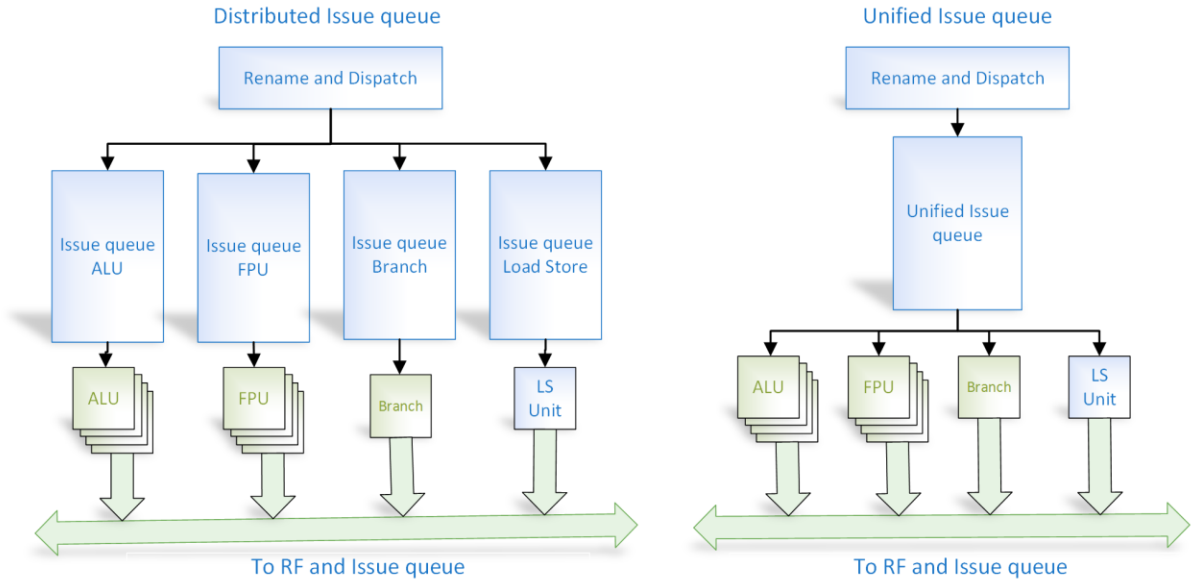 Distributed Issue queue
Rename and Dispatch
Issue queue
ALU
Issue queue
FPU
Issue queue
Branch
Issue queue
Load Store
ALU
FPU
Branch
LS
Unit
To RF and Issue queue
Unified Issue queue
Rename and Dispatch
Unified Issue
queue
ALU
FPU
Branch
LS
Unit
To RF and Issue queue